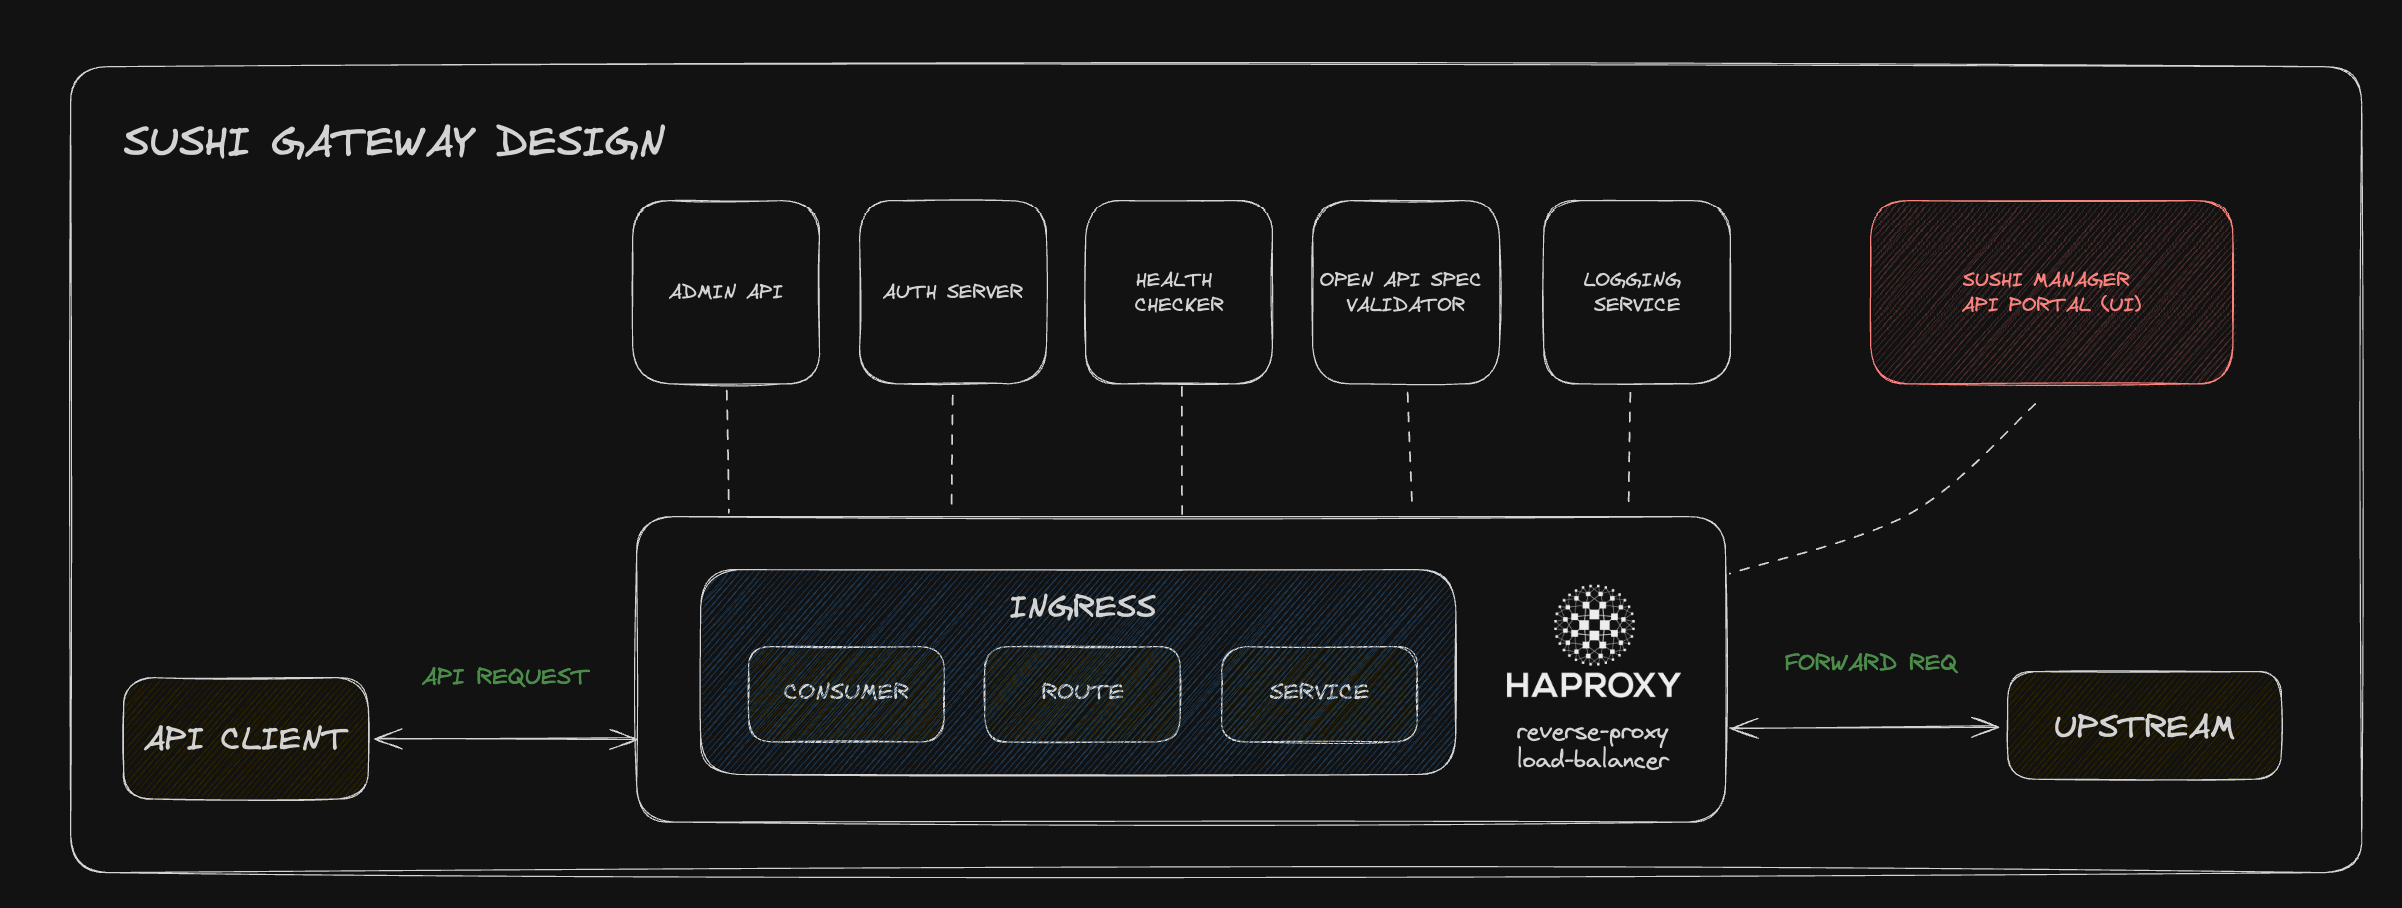 SUSHI GATEWAY DESIGN
ADMIN API
AUTH SERVER
HEALTH
CHECKER
OPEN API SPEC
VALIDATOR
LOGGING
SERVICE
SUSHI MANAGER
API PORTAL (UI)
INGRESS
CONSUMER
ROUTE
SERVICE
HAPROXY
reverse-proxy
load-balancer
API REQUEST
API CLIENT
FORWARD REQ
UPSTREAM